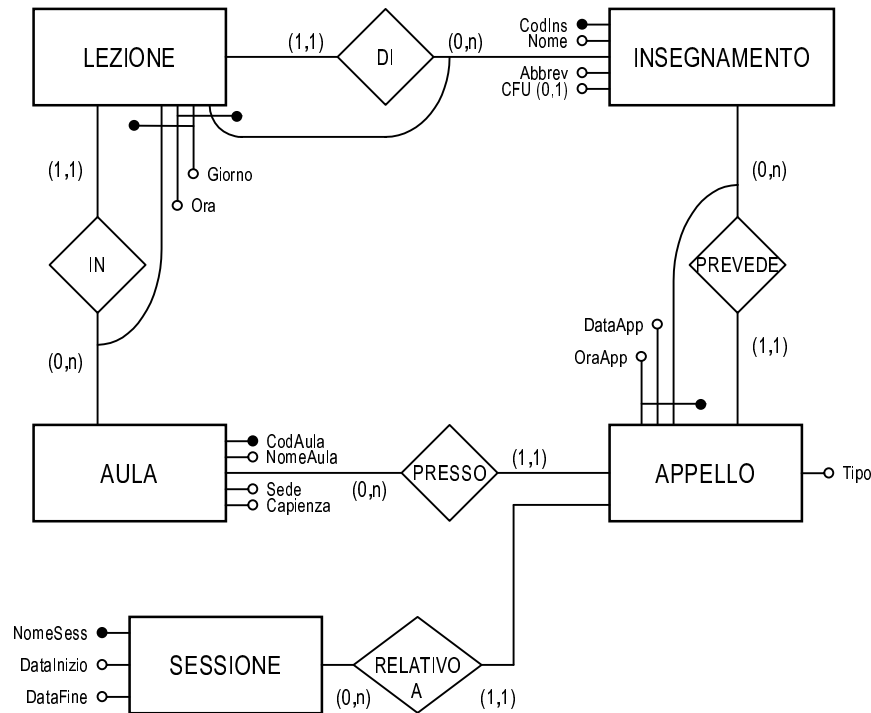 CodIns
LEZIONE
(1,1)
DI
(0,n)
Nome
INSEGNAMENTO
Abbrev
CFU (0,1)
(1,1)
Giorno
(0,n)
Ora
IN
PREVEDE
DataApp
(0,n)
OraApp
(1,1)
AULA
CodAula
NomeAula
Sede
Capienza
(0,n)
PRESSO
(1,1)
APPELLO
Tipo
NomeSess
DataInizio
DataFine
SESSIONE
(0,n)
RELATIVO
A
(1,1)